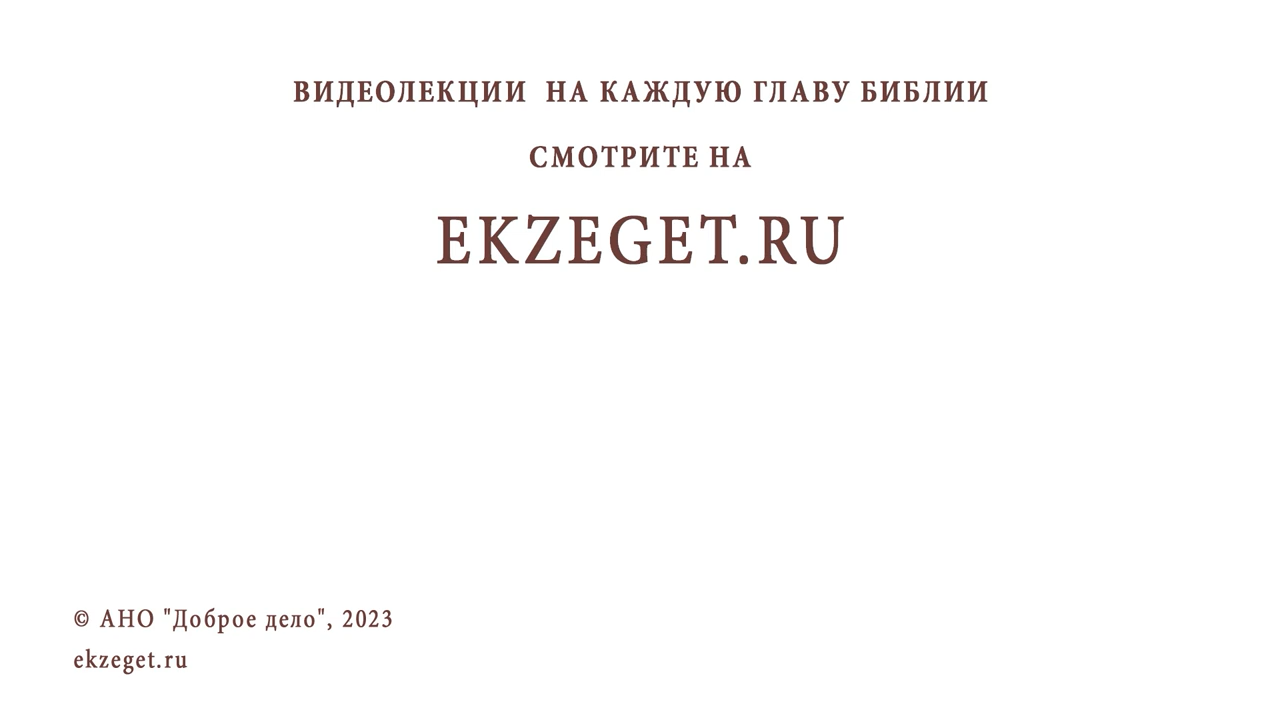 ВИДЕОЛЕКЦИИ НА КАЖДУЮ ГЛАВУ БИБЛИИ
СМОТРИТЕ НА
EKZEGET.RU
© АНО "Доброе дело", 2023
ekzeget.ru